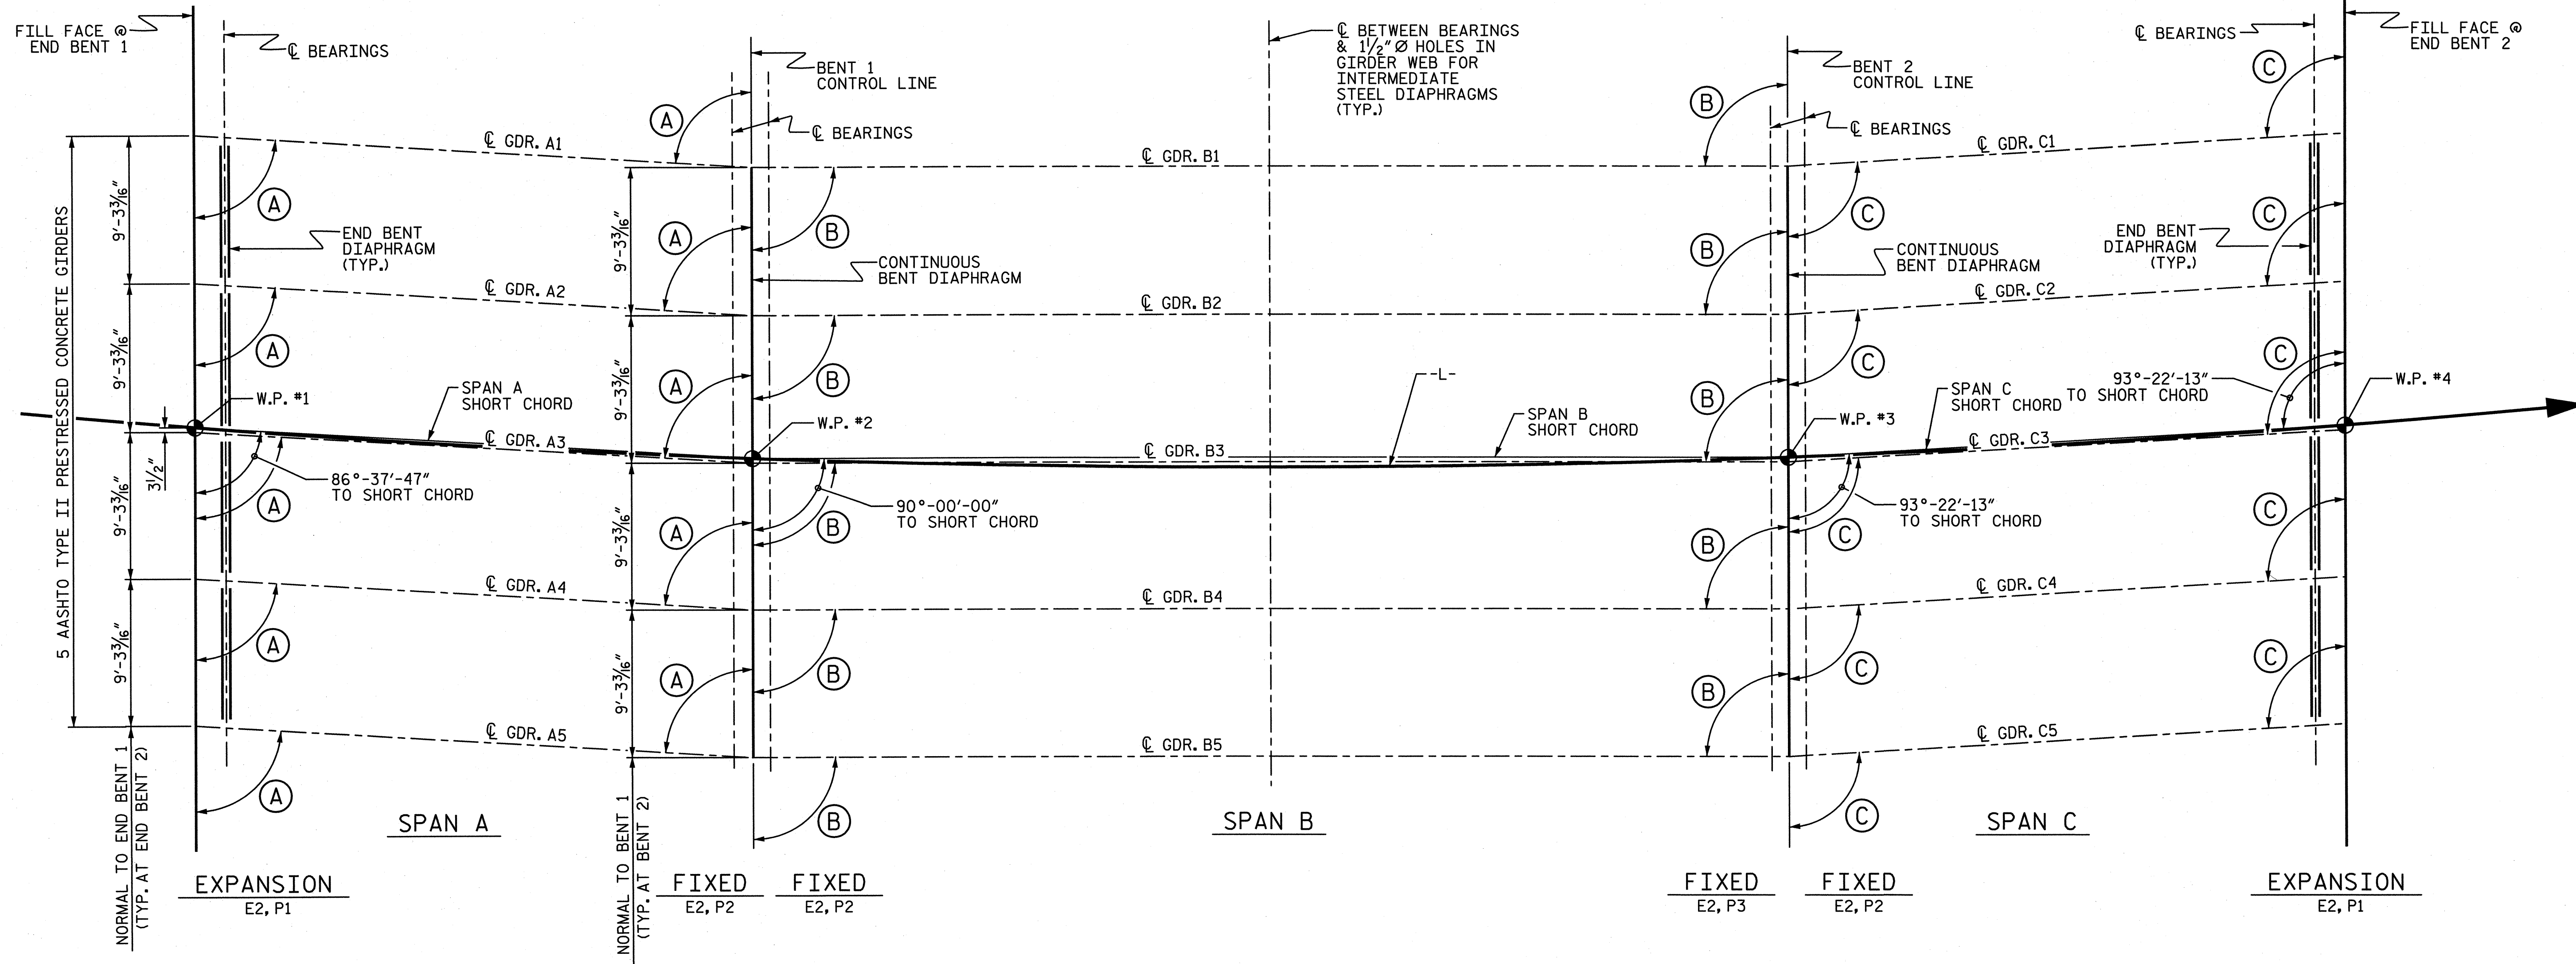 FILL FACE @
END BENT 1
℄ BEARINGS
BENT 1
CONTROL LINE
℄ BEARINGS
℄ BETWEEN BEARINGS
& 1½"Ø HOLES IN
GIRDER WEB FOR
INTERMEDIATE
STEEL DIAPHRAGMS
(TYP.)
BENT 2
CONTROL LINE
℄ BEARINGS
℄ BEARINGS
FILL FACE @
END BENT 2
A
B
C
℄ GDR. A1
℄ GDR. B1
℄ GDR. C1
5 AASHTO TYPE II PRESTRESSED CONCRETE GIRDERS
9'-3³⁄₁₆"
9'-3³⁄₁₆"
A
END BENT
DIAPHRAGM
(TYP.)
A
B
CONTINUOUS
BENT DIAPHRAGM
B
C
CONTINUOUS
BENT DIAPHRAGM
C
END BENT
DIAPHRAGM
(TYP.)
℄ GDR. A2
℄ GDR. B2
℄ GDR. C2
9'-3³⁄₁₆"
9'-3³⁄₁₆"
A
A
B
B
C
C
SPAN A
SHORT CHORD
W.P. #1
W.P. #2
-L-
SPAN B
SHORT CHORD
W.P. #3
SPAN C
SHORT CHORD
93°-22'-13"
TO SHORT CHORD
W.P. #4
℄ GDR. A3
℄ GDR. B3
℄ GDR. C3
3½"
9'-3³⁄₁₆"
9'-3³⁄₁₆"
86°-37'-47"
TO SHORT CHORD
A
A
90°-00'-00"
TO SHORT CHORD
B
B
93°-22'-13"
TO SHORT CHORD
C
C
℄ GDR. A4
℄ GDR. B4
℄ GDR. C4
9'-3³⁄₁₆"
9'-3³⁄₁₆"
A
A
B
B
C
C
℄ GDR. A5
℄ GDR. B5
℄ GDR. C5
NORMAL TO END BENT 1
(TYP. AT END BENT 2)
A
NORMAL TO BENT 1
(TYP. AT BENT 2)
B
C
SPAN A
SPAN B
SPAN C
EXPANSION
E2, P1
FIXED
E2, P2
FIXED
E2, P2
FIXED
E2, P3
FIXED
E2, P2
EXPANSION
E2, P1